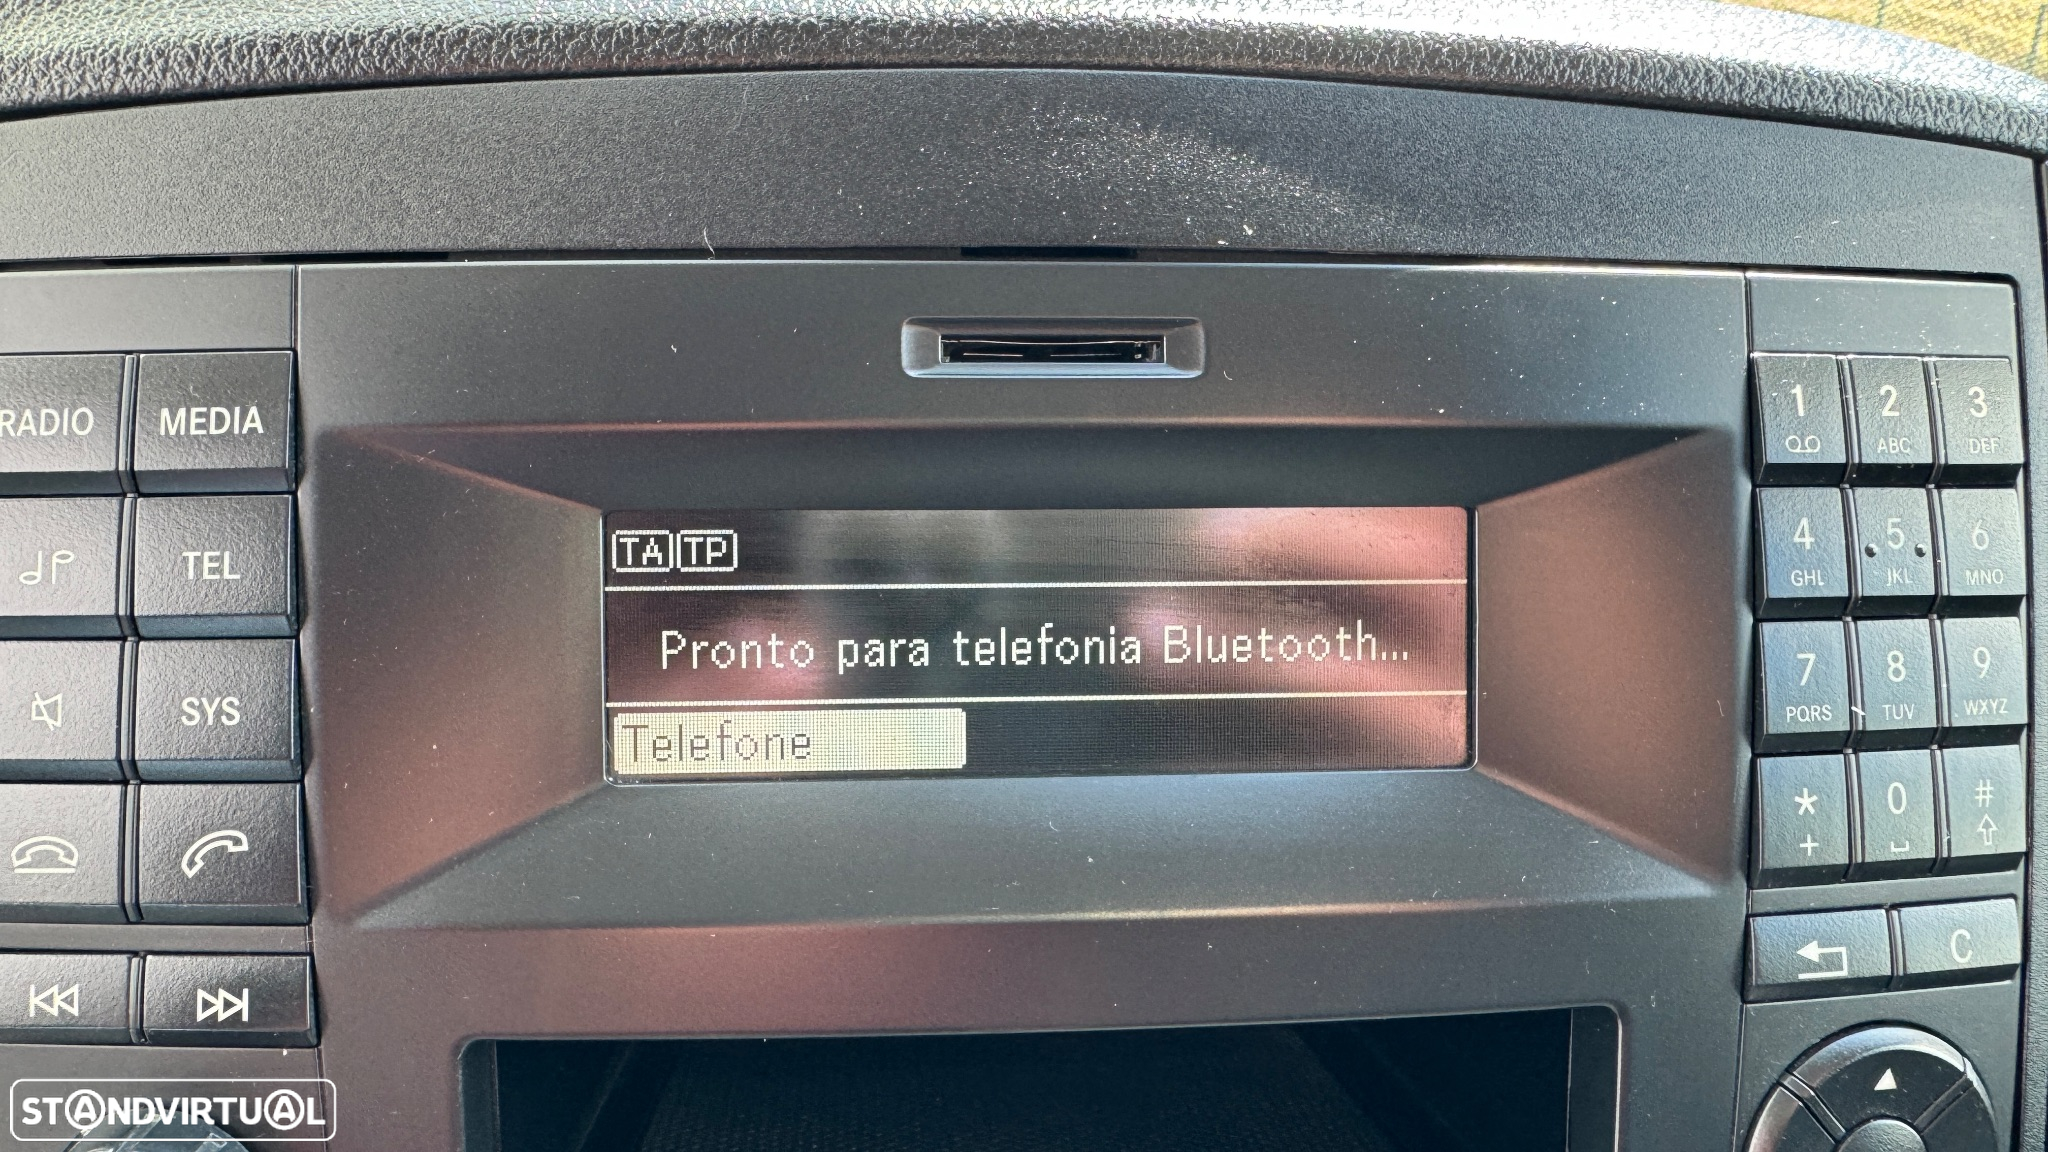 RADIO
MEDIA
TEL
SYS
TA TP
Pronto para telefonia Bluetooth...
Telefone
1
2 ABC
3 DEF
4 GHI
5 JKL
6 MNO
7 PQRS
8 TUV
9 WXYZ
* +
0
#
C
STANDVIRTUAL